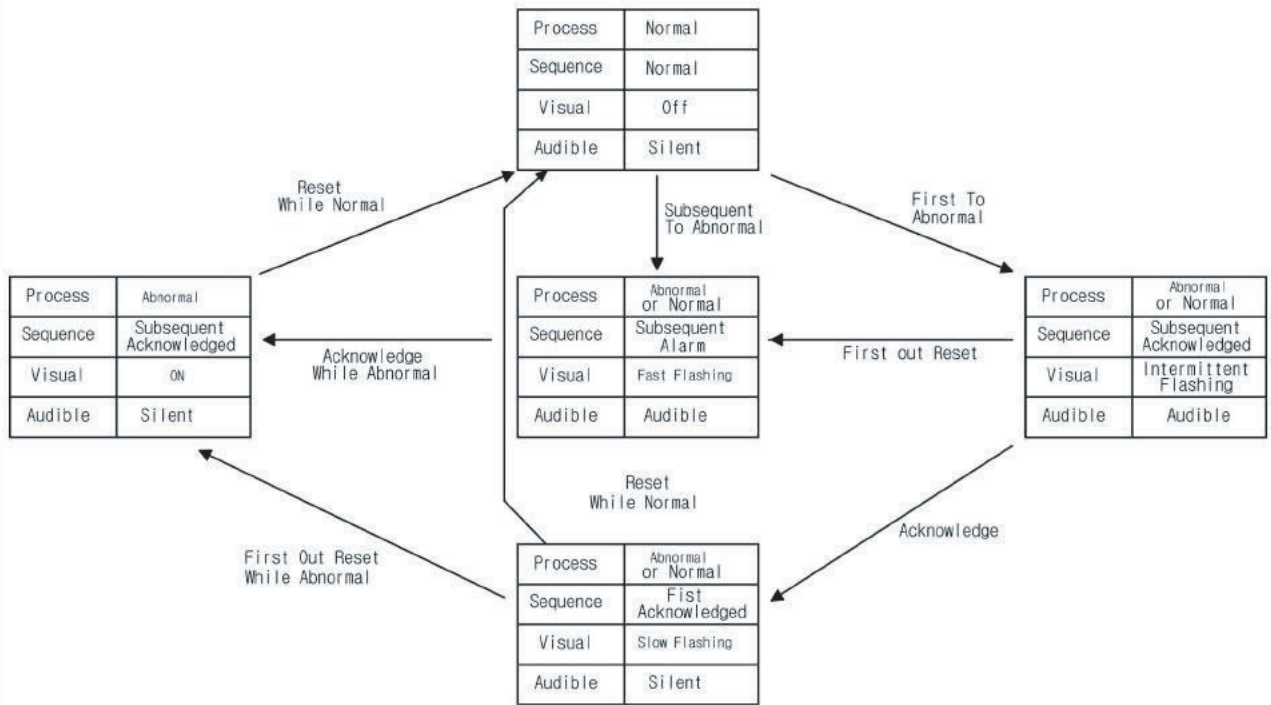 Process Normal
Sequence Normal
Visual Off
Audible Silent
Reset
While Normal
Subsequent
To Abnormal
First To
Abnormal
Process Abnormal
Sequence Subsequent
Acknowledged
Visual ON
Audible Silent
Acknowledge
While Abnormal
Process Abnormal
or Normal
Sequence Subsequent
Alarm
Visual Fast Flashing
Audible Audible
First out Reset
Process Abnormal
or Normal
Sequence Subsequent
Acknowledged
Visual Intermittent
Flashing
Audible Audible
Reset
While Normal
Acknowledge
First Out Reset
While Abnormal
Process Abnormal
or Normal
Sequence Fist
Acknowledged
Visual Slow Flashing
Audible Silent